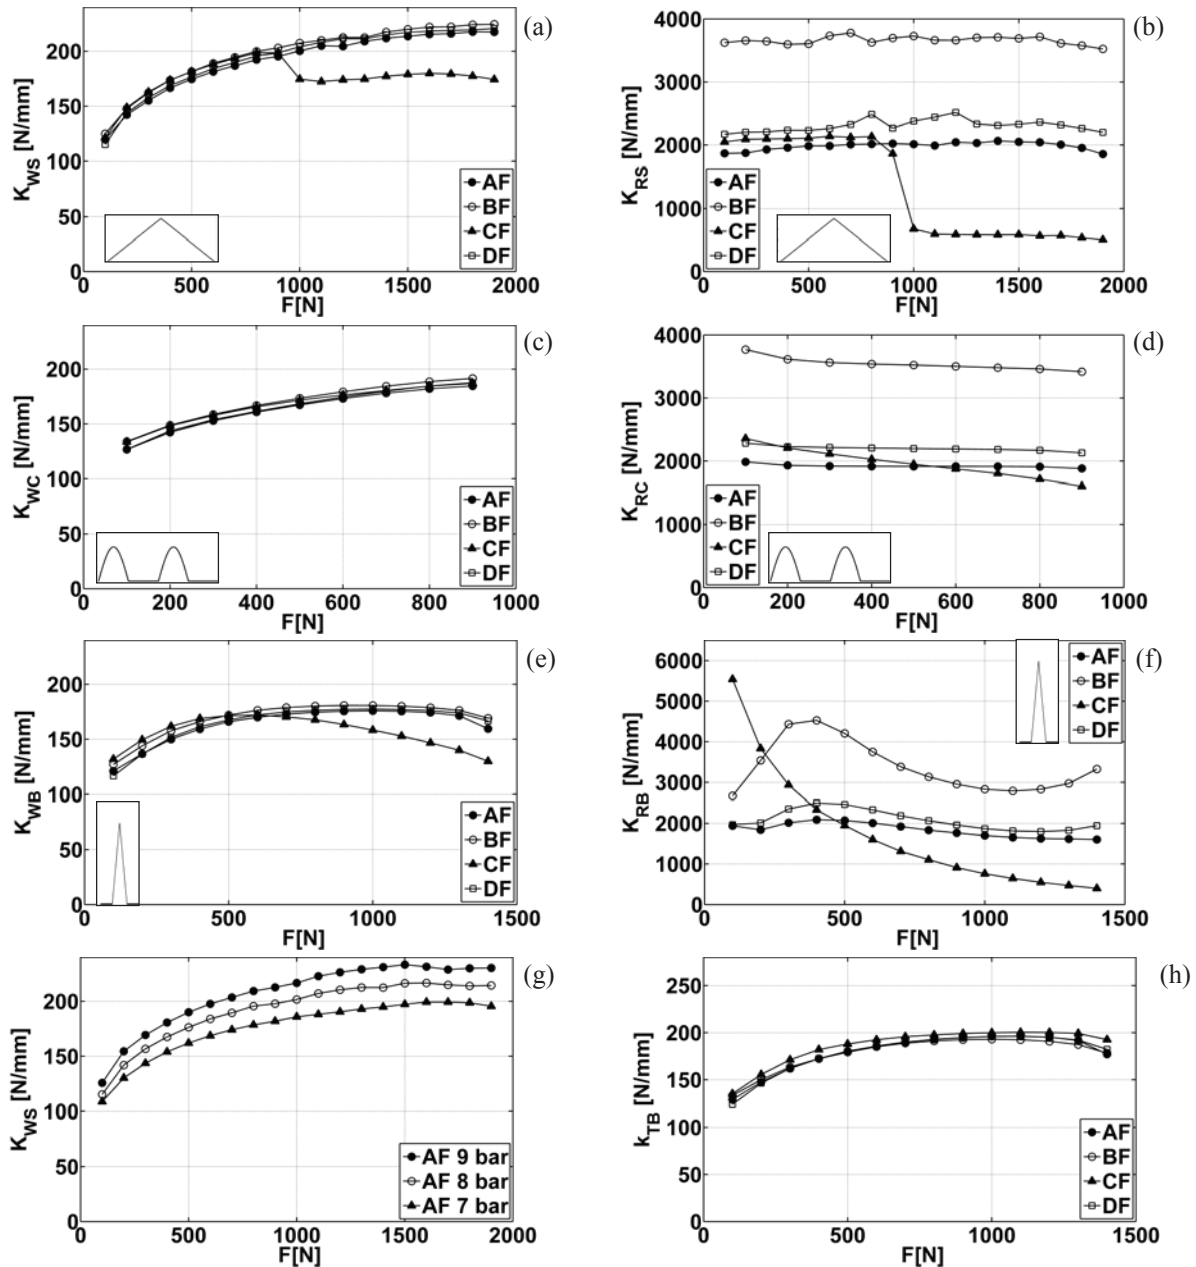 (a)
K_WS [N/mm]
200
150
100
50
0
0 500 1000 1500 2000
F[N]
AF
BF
CF
DF
(b)
K_RS [N/mm]
4000
3000
2000
1000
0
0 500 1000 1500 2000
F[N]
AF
BF
CF
DF
(c)
K_WC [N/mm]
200
150
100
50
0
0 200 400 600 800 1000
F[N]
AF
BF
CF
DF
(d)
K_RC [N/mm]
4000
3000
2000
1000
0
0 200 400 600 800 1000
F[N]
AF
BF
CF
DF
(e)
K_WB [N/mm]
200
150
100
50
0
0 500 1000 1500
F[N]
AF
BF
CF
DF
(f)
K_RB [N/mm]
6000
5000
4000
3000
2000
1000
0
0 500 1000 1500
F[N]
AF
BF
CF
DF
(g)
K_WS [N/mm]
200
150
100
50
0
0 500 1000 1500 2000
F[N]
AF 9 bar
AF 8 bar
AF 7 bar
(h)
k_TB [N/mm]
250
200
150
100
50
0
0 500 1000 1500
F[N]
AF
BF
CF
DF